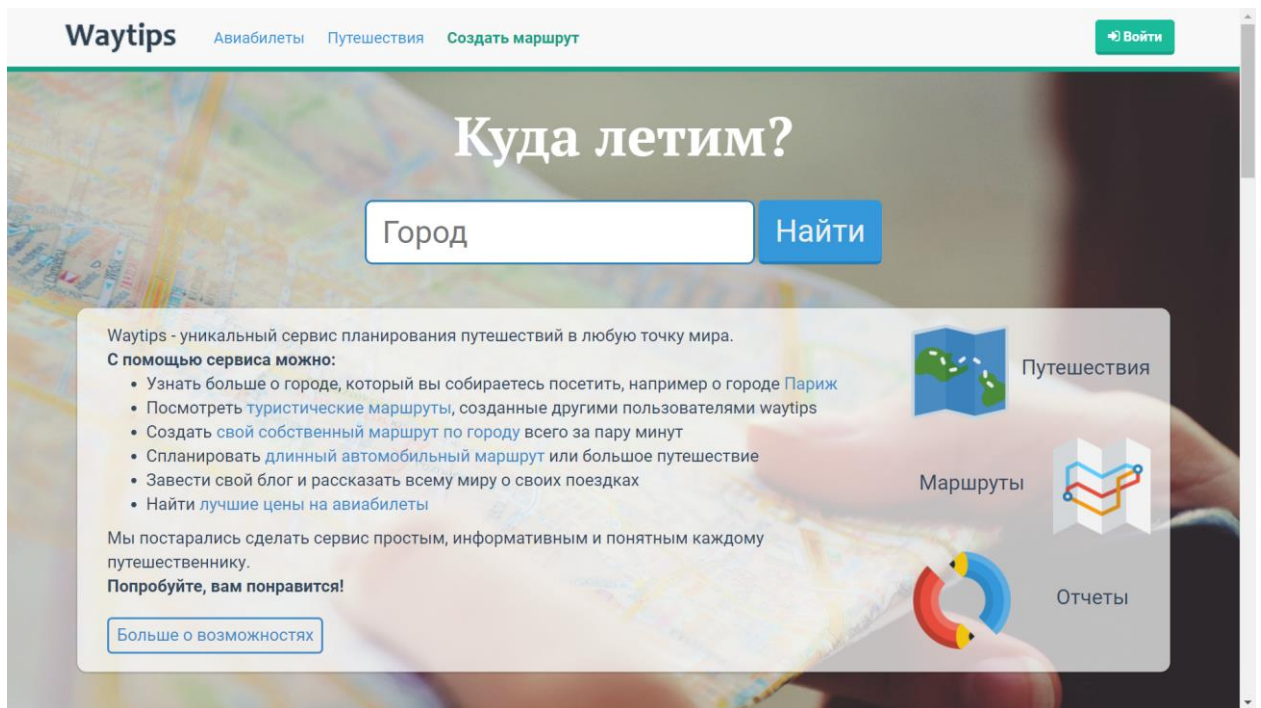 Waytips Авиабилеты Путешествия Создать маршрут Войти
Куда летим?
Город Найти
Waytips - уникальный сервис планирования путешествий в любую точку мира.
С помощью сервиса можно:
• Узнать больше о городе, который вы собираетесь посетить, например о городе Париж
• Посмотреть туристические маршруты, созданные другими пользователями waytips
• Создать свой собственный маршрут по городу всего за пару минут
• Спланировать длинный автомобильный маршрут или большое путешествие
• Завести свой блог и рассказать всему миру о своих поездках
• Найти лучшие цены на авиабилеты
Мы постарались сделать сервис простым, информативным и понятным каждому
путешественнику.
Попробуйте, вам понравится!
Больше о возможностях
Путешествия
Маршруты
Отчеты